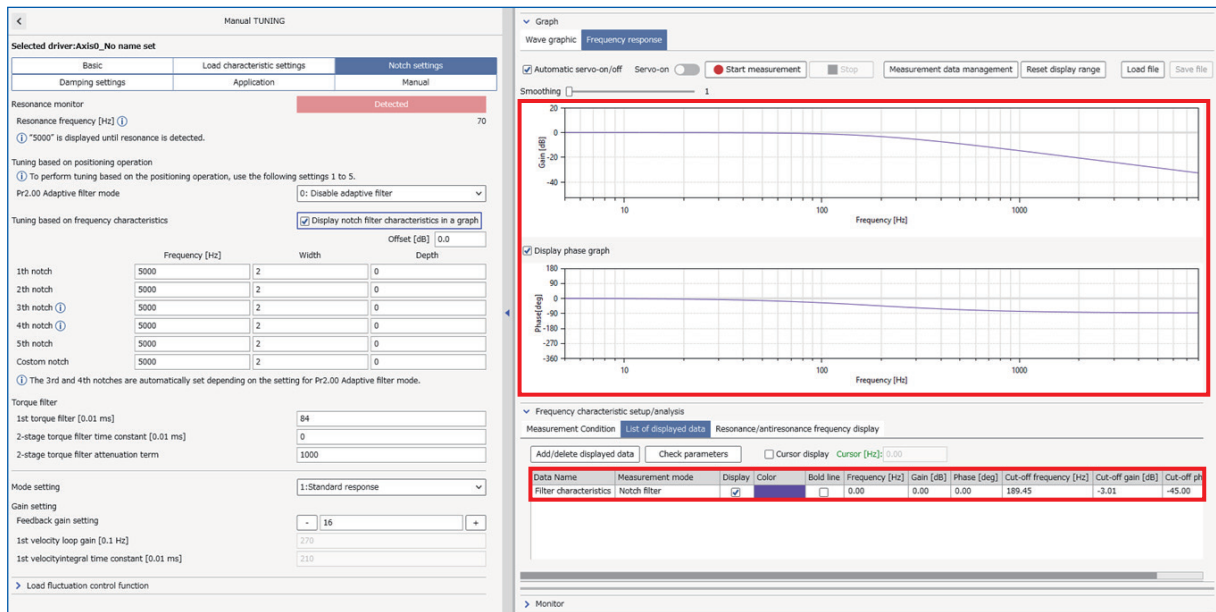 Manual TUNING
Selected driver:Axis0_No name set
Basic Load characteristic settings Notch settings
Damping settings Application Manual
Resonance monitor Detected
Resonance frequency [Hz] 70
"5000" is displayed until resonance is detected.
Tuning based on positioning operation
To perform tuning based on the positioning operation, use the following settings 1 to 5.
Pr2.00 Adaptive filter mode 0: Disable adaptive filter
Tuning based on frequency characteristics Display notch filter characteristics in a graph
Offset [dB] 0.0
Frequency [Hz] Width Depth
1th notch 5000 2 0
2th notch 5000 2 0
3th notch 5000 2 0
4th notch 5000 2 0
5th notch 5000 2 0
Costom notch 5000 2 0
The 3rd and 4th notches are automatically set depending on the setting for Pr2.00 Adaptive filter mode.
Torque filter
1st torque filter [0.01 ms] 84
2-stage torque filter time constant [0.01 ms] 0
2-stage torque filter attenuation term 1000
Mode setting 1:Standard response
Gain setting
Feedback gain setting - 16 +
1st velocity loop gain [0.1 Hz] 270
1st velocityintegral time constant [0.01 ms] 210
Load fluctuation control function
Graph
Wave graphic Frequency response
Automatic servo-on/off Servo-on Start measurement Stop Measurement data management Reset display range Load file Save file
Smoothing 1
20
0
-20
-40
Gain [dB]
10 100 1000
Frequency [Hz]
Display phase graph
180
90
0
-90
-180
-270
-360
Phase[deg]
10 100 1000
Frequency [Hz]
Frequency characteristic setup/analysis
Measurement Condition List of displayed data Resonance/antiresonance frequency display
Add/delete displayed data Check parameters Cursor display Cursor [Hz]: 0.00
Data Name Measurement mode Display Color Bold line Frequency [Hz] Gain [dB] Phase [deg] Cut-off frequency [Hz] Cut-off gain [dB] Cut-off ph
Filter characteristics Notch filter 0.00 0.00 0.00 189.45 -3.01 -45.00
Monitor